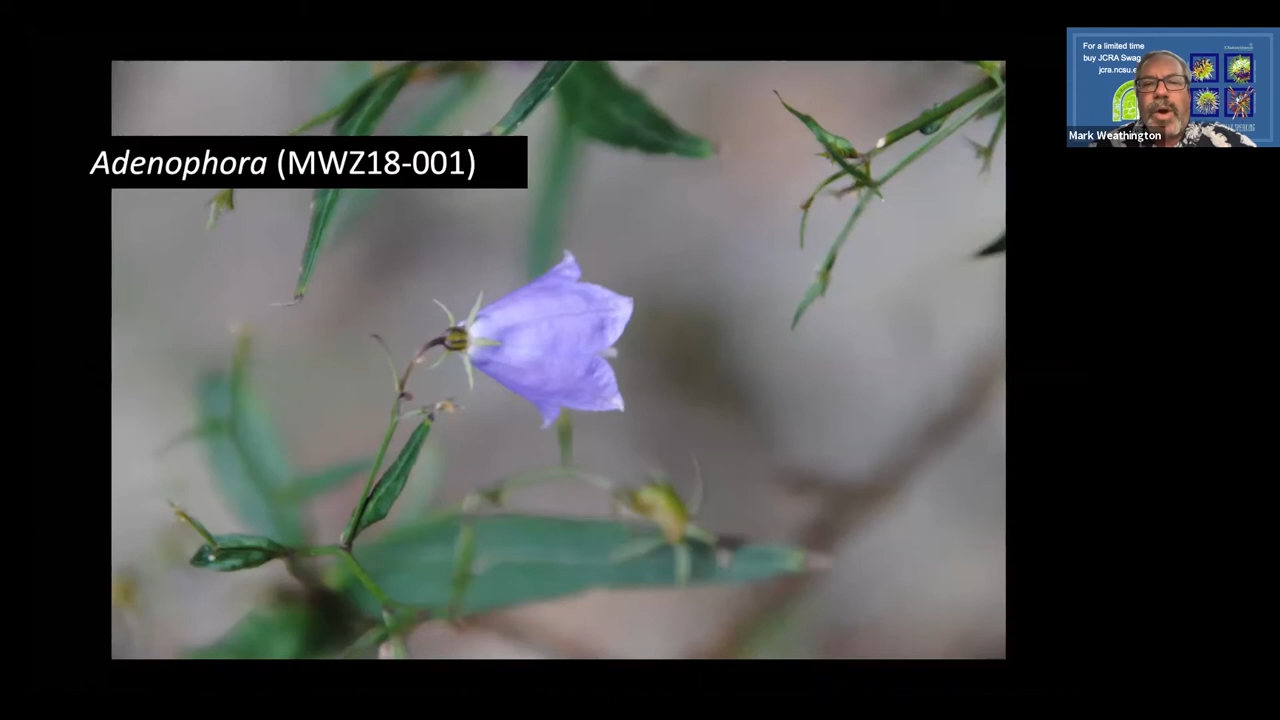 Adenophora (MWZ18-001)
For a limited time
buy JCRA Swag
jcra.ncsu.e
Mark Weathington